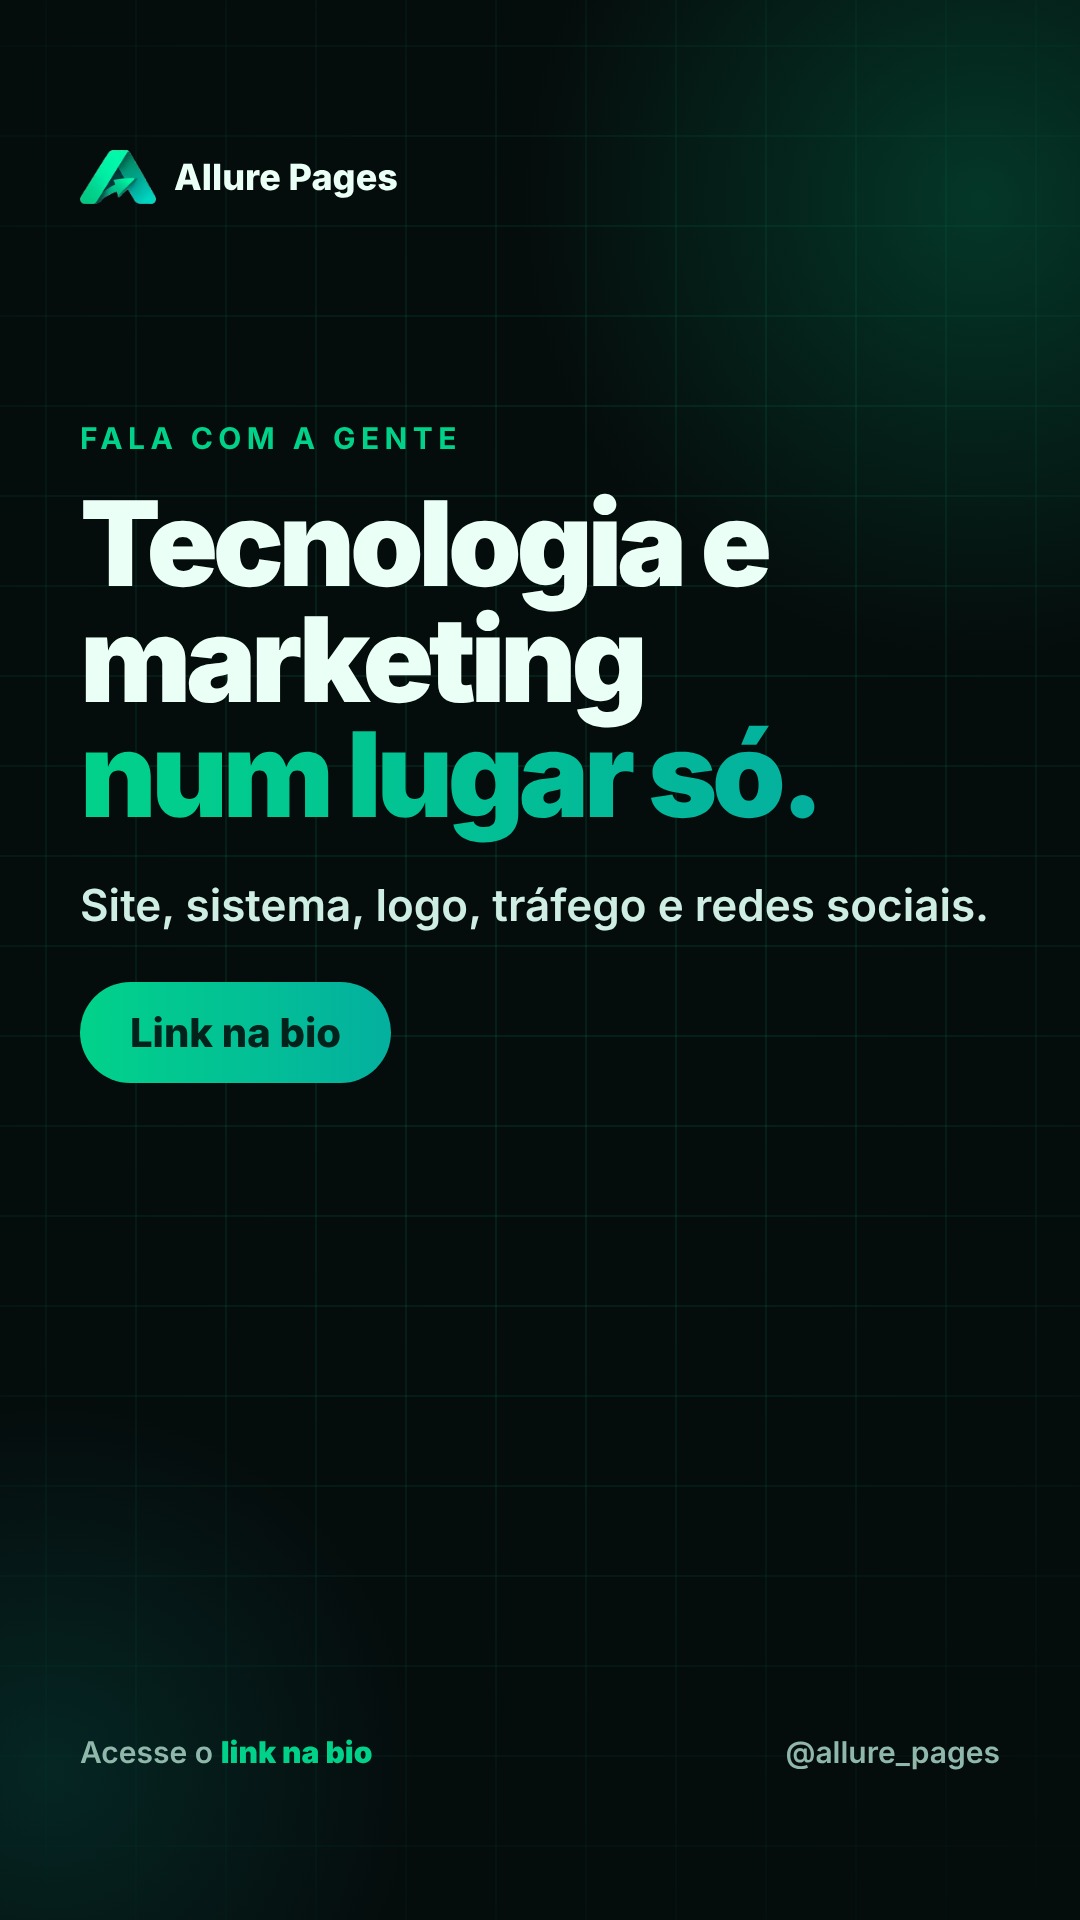 Allure Pages
FALA COM A GENTE
Tecnologia e
marketing
num lugar só.
Site, sistema, logo, tráfego e redes sociais.
Link na bio
Acesse o link na bio
@allure_pages